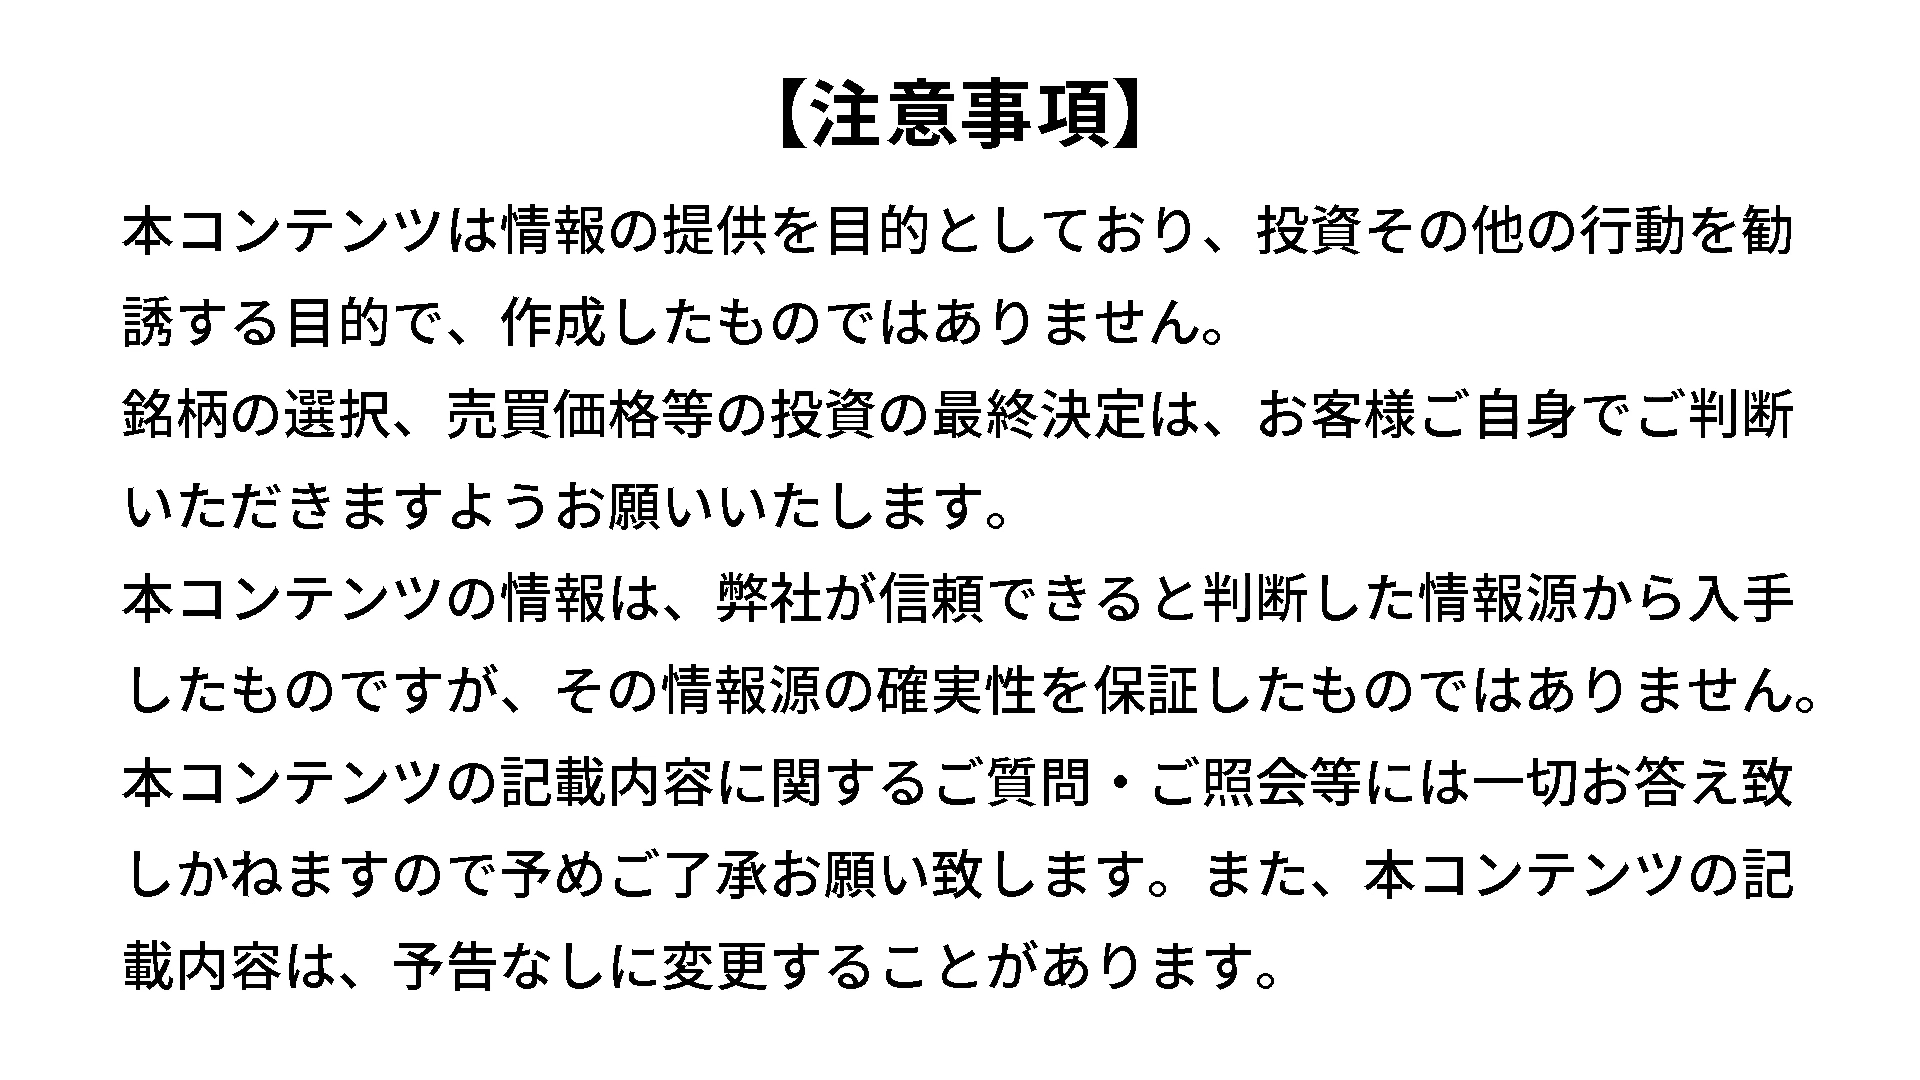 【注意事項】
本コンテンツは情報の提供を目的としており、投資その他の行動を勧
誘する目的で、作成したものではありません。
銘柄の選択、売買価格等の投資の最終決定は、お客様ご自身でご判断
いただきますようお願いいたします。
本コンテンツの情報は、弊社が信頼できると判断した情報源から入手
したものですが、その情報源の確実性を保証したものではありません。
本コンテンツの記載内容に関するご質問・ご照会等には一切お答え致
しかねますので予めご了承お願い致します。また、本コンテンツの記
載内容は、予告なしに変更することがあります。